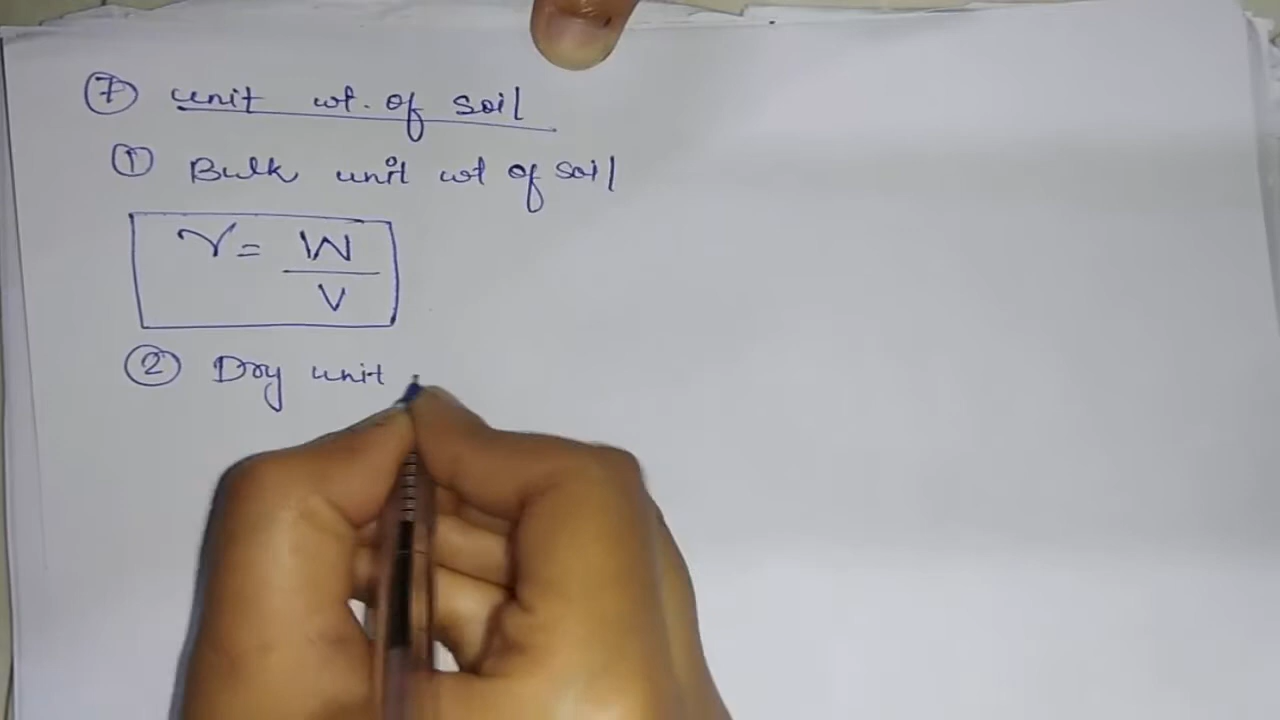 ⑦ unit wt. of soil
① Bulk unit wt of soil
γ = W
V
② Dry unit